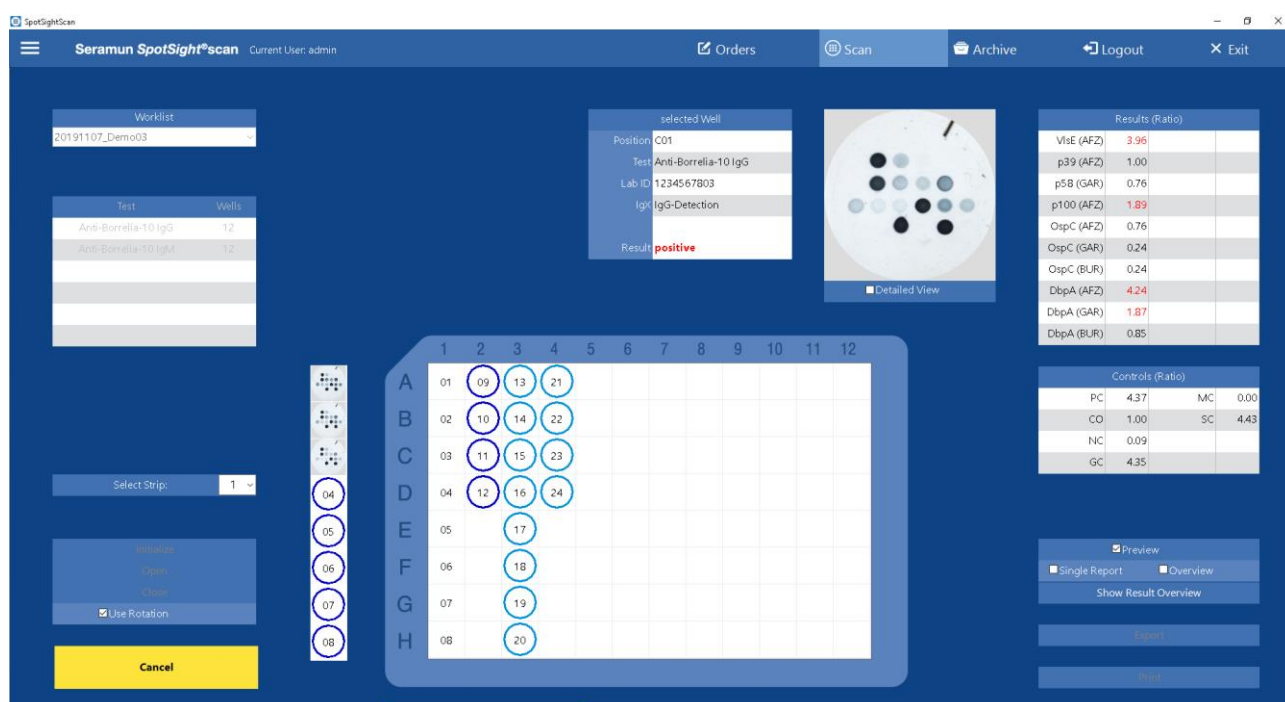 SpotSightScan
Seramun SpotSight®scan Current User: admin
Orders
Scan
Archive
Logout
Exit
Worklist
20191107_Demo03
Test Wells
Anti-Borrelia-10 IgG 12
Anti-Borrelia-10 IgM 12
selected Well
Position C01
Test Anti-Borrelia-10 IgG
Lab ID 1234567803
IgX IgG-Detection
Result positive
Detailed View
Results (Ratio)
VlsE (AFZ) 3.96
p39 (AFZ) 1.00
p58 (GAR) 0.76
p100 (AFZ) 1.89
OspC (AFZ) 0.76
OspC (GAR) 0.24
OspC (BUR) 0.24
DbpA (AFZ) 4.24
DbpA (GAR) 1.87
DbpA (BUR) 0.85
Controls (Ratio)
PC 4.37 MC 0.00
CO 1.00 SC 4.43
NC 0.09
GC 4.35
1 2 3 4 5 6 7 8 9 10 11 12
A 01 09 13 21
B 02 10 14 22
C 03 11 15 23
04 D 04 12 16 24
05 E 05 17
06 F 06 18
07 G 07 19
08 H 08 20
Select Strip: 1
Initialize
Open
Close
Use Rotation
Cancel
Preview
Single Report Overview
Show Result Overview
Export
Print